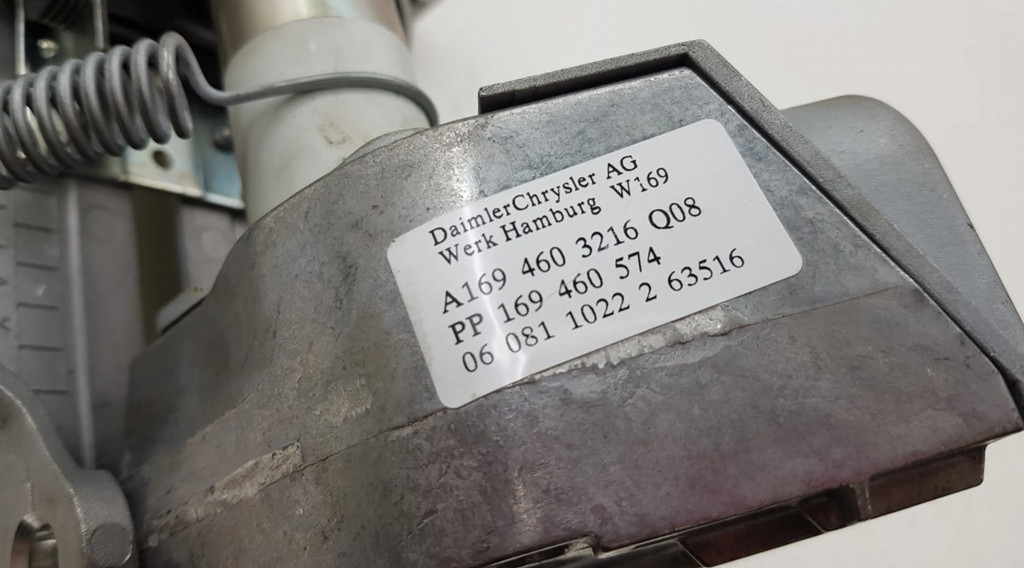 DaimlerChrysler AG
Werk Hamburg W169
A169 460 3216 Q08
PP 169 460 574
06 081 1022 2 63516